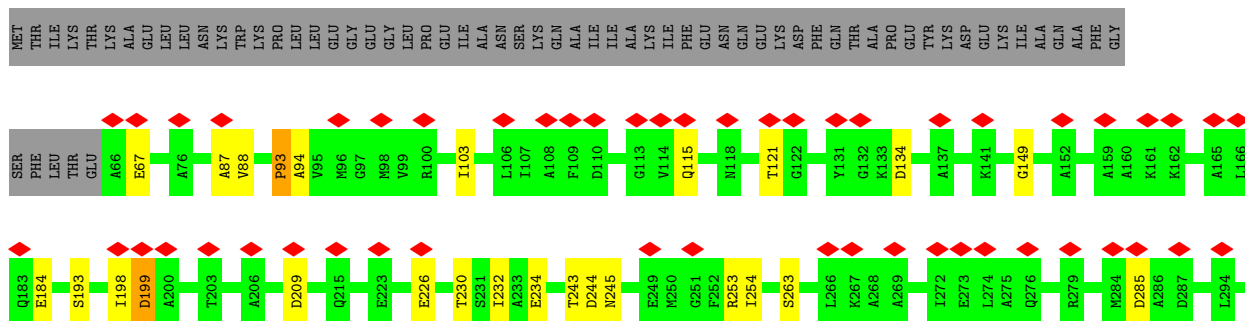 MET THR ILE LYS THR LYS ALA GLU LEU LEU ASN LYS TRP LYS PRO LEU LEU GLU GLY GLU GLY LEU PRO GLU ILE ALA ASN SER LYS GLN ALA ILE ILE ALA LYS ILE PHE GLU ASN GLN GLU LYS ASP PHE GLN THR ALA PRO GLU TYR LYS ASP GLU LYS ILE ALA GLN ALA PHE GLY
SER PHE LEU THR GLU A66 E67 A76 A87 V88 P93 A94 V95 M96 G97 M98 V99 R100 I103 L106 I107 A108 F109 D110 G113 V114 Q115 N118 T121 G122 Y131 G132 K133 D134 A137 K141 G149 A152 A159 A160 K161 K162 A165 L166
Q183 E184 S193 I198 D199 A200 T203 A206 D209 Q215 E223 E226 T230 S231 I232 A233 E234 T243 D244 N245 E249 M250 G251 F252 R253 I254 S263 L266 K267 A268 A269 I272 E273 L274 A275 Q276 R279 M284 D285 A286 D287 L294